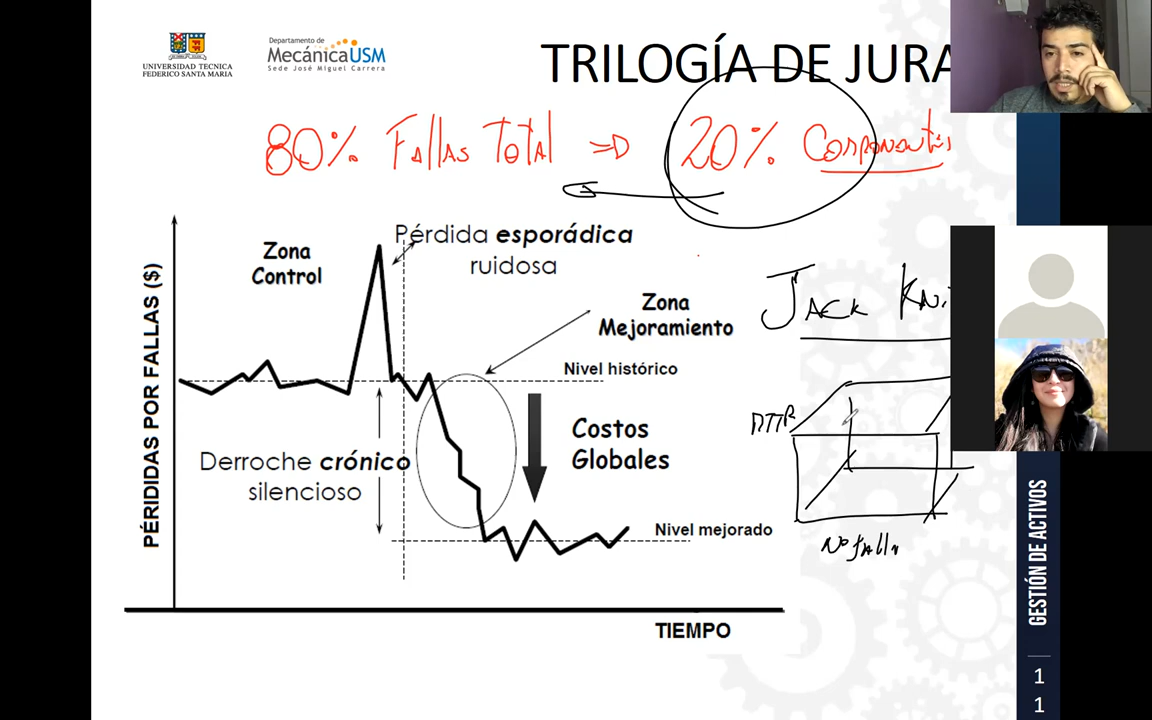 UNIVERSIDAD TECNICA
FEDERICO SANTA MARIA
Departamento de
MecánicaUSM
Sede José Miguel Carrera
TRILOGÍA DE JURA
80% Fallas Total => 20% Componentes
Pérdida esporádica
ruidosa
Zona
Control
Zona
Mejoramiento
Jack Kni
Nivel histórico
MTTR
Costos
Globales
Derroche crónico
silencioso
Nivel mejorado
Nº falla
PÉRIDIDAS POR FALLAS ($)
TIEMPO
GESTIÓN DE ACTIVOS
1
1